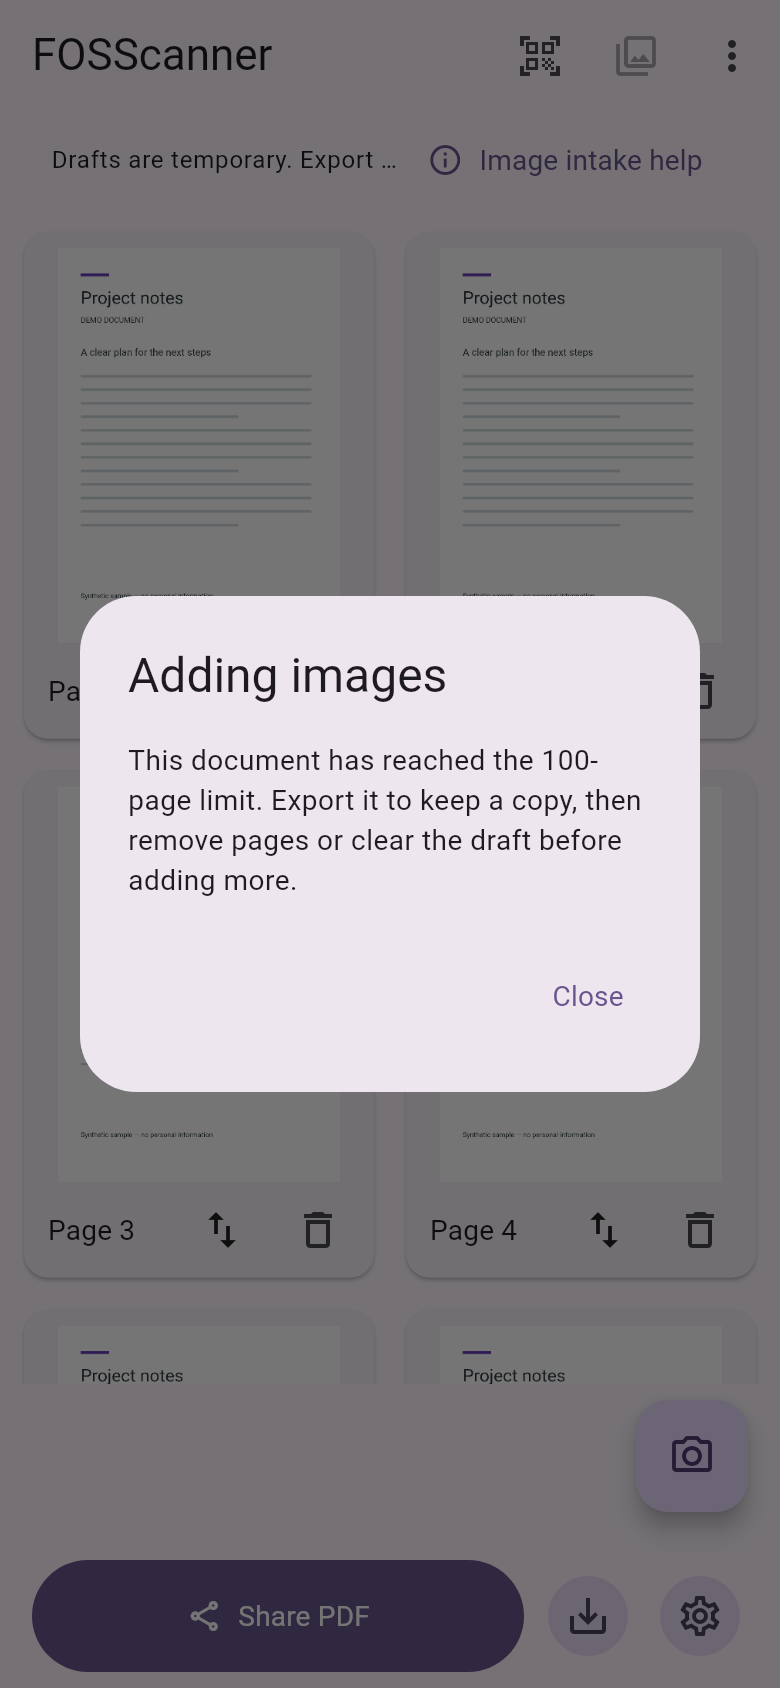 FOSScanner
Drafts are temporary. Export …
Image intake help
Project notes
DEMO DOCUMENT
A clear plan for the next steps
Project notes
DEMO DOCUMENT
A clear plan for the next steps
Adding images
This document has reached the 100-
page limit. Export it to keep a copy, then
remove pages or clear the draft before
adding more.
Close
Synthetic sample — no personal information
Synthetic sample — no personal information
Page 3
Page 4
Project notes
Project notes
Share PDF